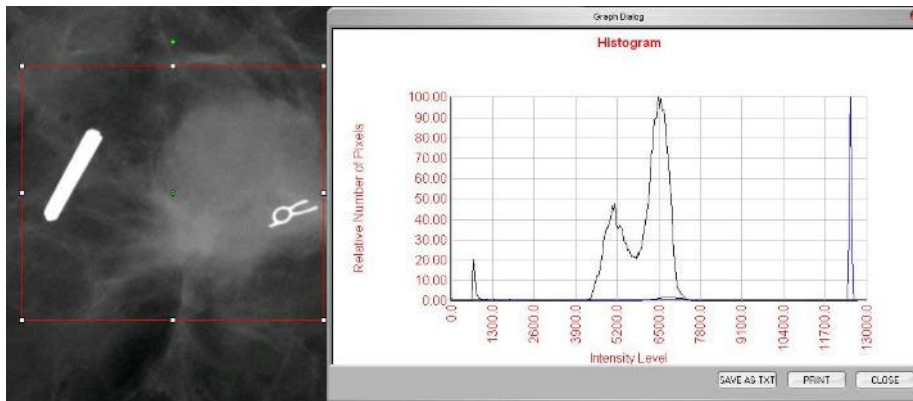 Graph Dialog
Histogram
Relative Number of Pixels
100.00
90.00
80.00
70.00
60.00
50.00
40.00
30.00
20.00
10.00
0.00
0.0 1300.0 2600.0 3900.0 5200.0 6500.0 7800.0 9100.0 10400.0 11700.0 13000.0
Intensity Level
SAVE AS TXT PRINT CLOSE